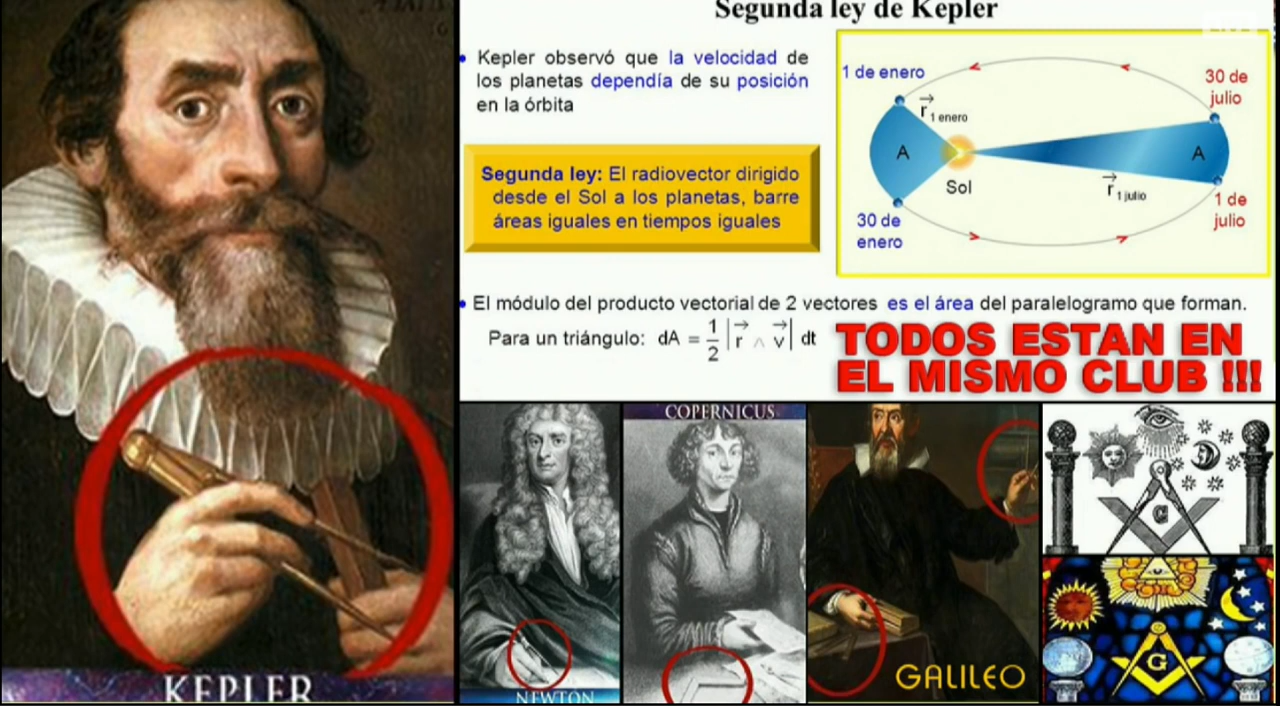 Segunda ley de Kepler
• Kepler observó que la velocidad de
los planetas dependía de su posición
en la órbita
Segunda ley: El radiovector dirigido
desde el Sol a los planetas, barre
áreas iguales en tiempos iguales
1 de enero
30 de
julio
r 1 enero
A
A
Sol
r 1 julio
30 de
enero
1 de
julio
• El módulo del producto vectorial de 2 vectores es el área del paralelogramo que forman.
Para un triángulo: dA = 1/2 |r ∧ v| dt
TODOS ESTAN EN
EL MISMO CLUB !!!
KEPLER
NEWTON
COPERNICUS
GALILEO
G
G